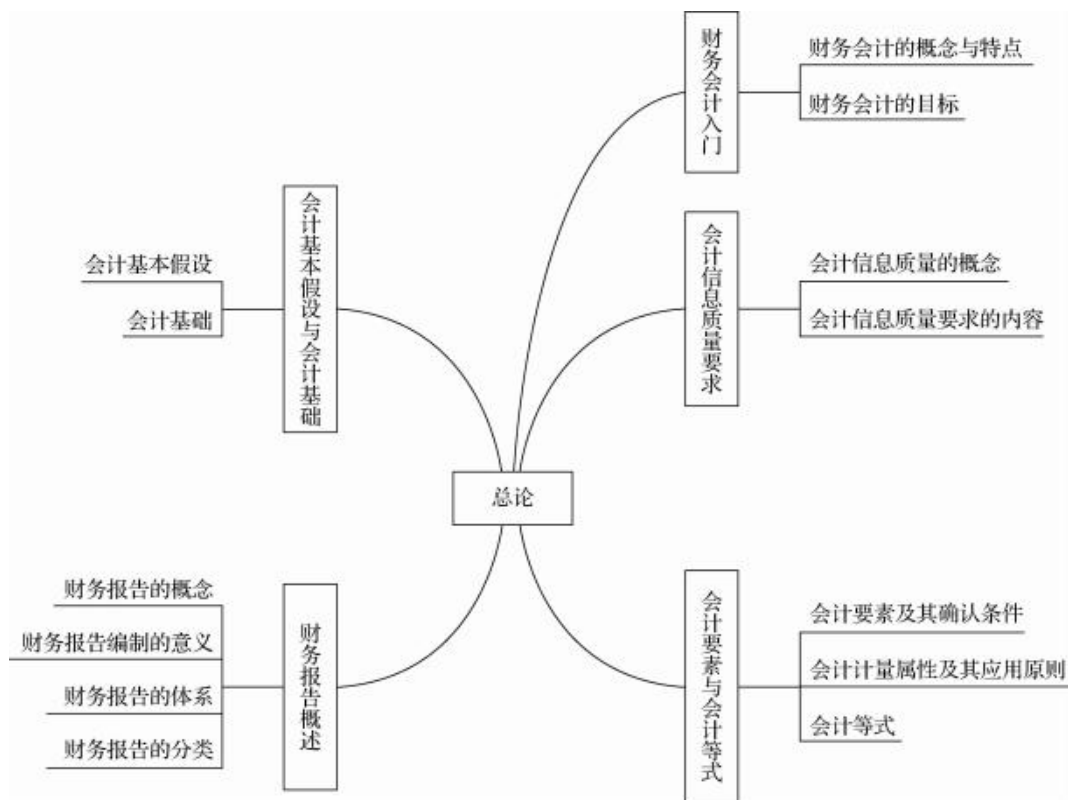 财务会计入门
财务会计的概念与特点
财务会计的目标
会计信息质量要求
会计信息质量的概念
会计信息质量要求的内容
会计基本假设与会计基础
会计基本假设
会计基础
总论
财务报告概述
财务报告的概念
财务报告编制的意义
财务报告的体系
财务报告的分类
会计要素与会计等式
会计要素及其确认条件
会计计量属性及其应用原则
会计等式